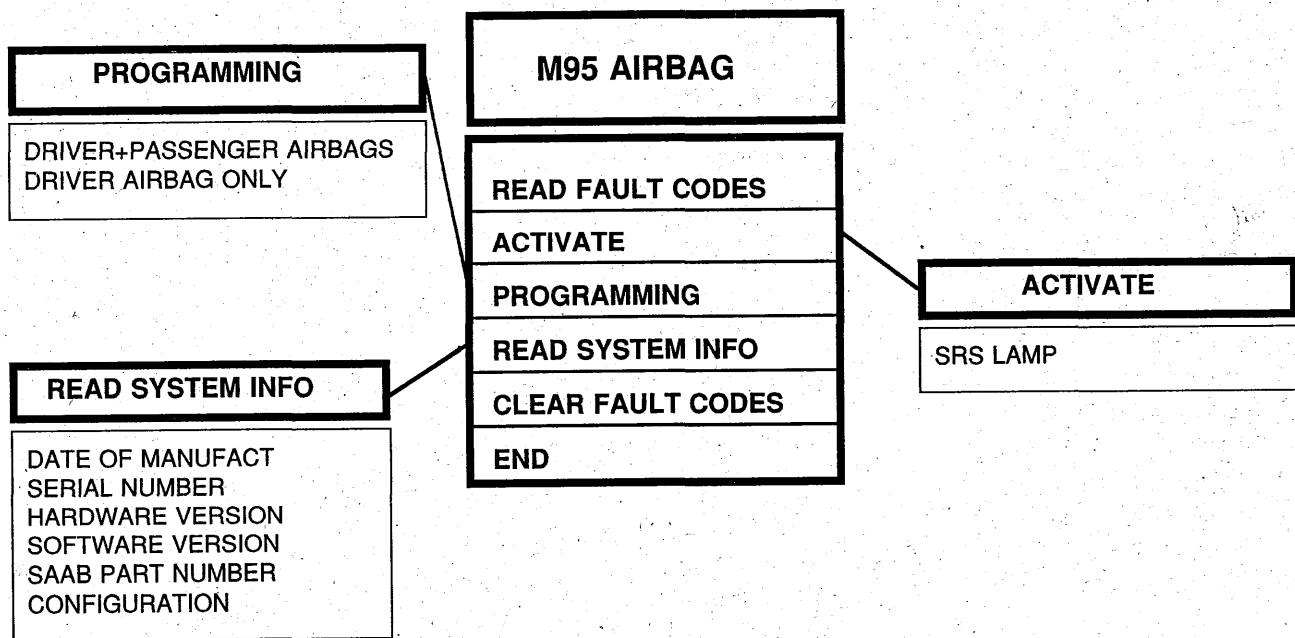 PROGRAMMING
DRIVER+PASSENGER AIRBAGS
DRIVER AIRBAG ONLY
READ SYSTEM INFO
DATE OF MANUFACT
SERIAL NUMBER
HARDWARE VERSION
SOFTWARE VERSION
SAAB PART NUMBER
CONFIGURATION
M95 AIRBAG
READ FAULT CODES
ACTIVATE
PROGRAMMING
READ SYSTEM INFO
CLEAR FAULT CODES
END
ACTIVATE
SRS LAMP